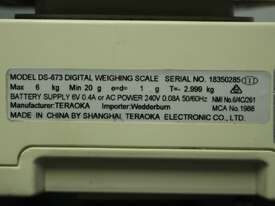 MODEL DS-673 DIGITAL WEIGHING SCALE SERIAL NO. 18350285
Max 6 kg Min 20 g e=d= 1 g T=- 2.999 kg
BATTERY SUPPLY 6V 0.4A or AC POWER 240V 0.08A 50/60Hz NMI No.6/4C/261
Manufacturer:TERAOKA Importer:Wedderburn MCA No.1986
MADE IN CHINA BY SHANGHAI TERAOKA ELECTRONIC CO., LTD.